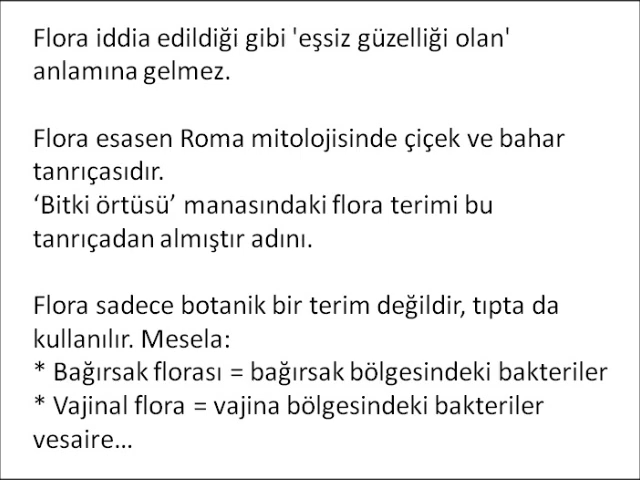 Flora iddia edildiği gibi 'eşsiz güzelliği olan'
anlamına gelmez.
Flora esasen Roma mitolojisinde çiçek ve bahar
tanrıçasıdır.
‘Bitki örtüsü’ manasındaki flora terimi bu
tanrıçadan almıştır adını.
Flora sadece botanik bir terim değildir, tıpta da
kullanılır. Mesela:
* Bağırsak florası = bağırsak bölgesindeki bakteriler
* Vajinal flora = vajina bölgesindeki bakteriler
vesaire…